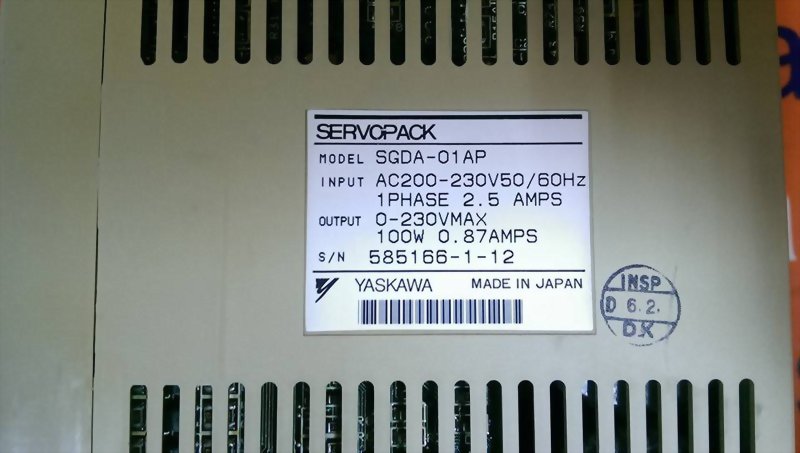 SERVOPACK
MODEL SGDA-01AP
INPUT AC200-230V50/60Hz
1PHASE 2.5 AMPS
OUTPUT 0-230VMAX
100W 0.87AMPS
S/N 585166-1-12
YASKAWA MADE IN JAPAN
INSP
D 6.2.
D.K